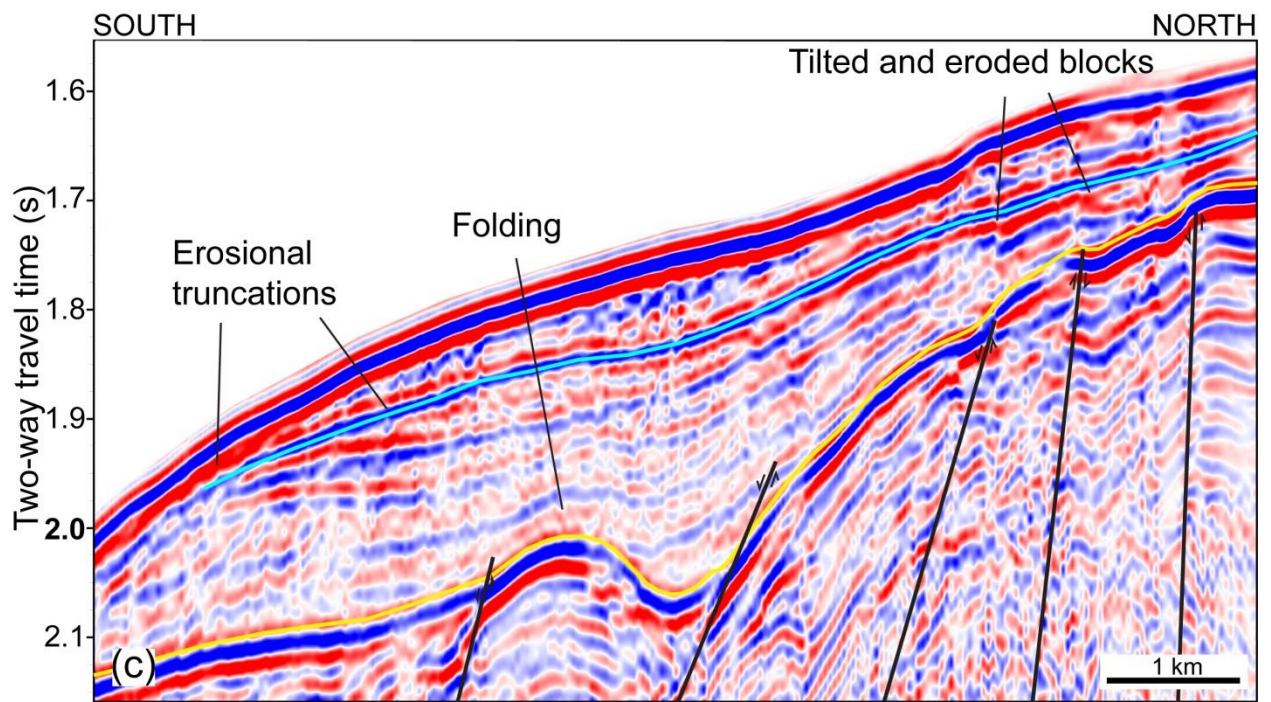 SOUTH
NORTH
Tilted and eroded blocks
1.6
1.7
Folding
Erosional
truncations
1.8
1.9
2.0
2.1
Two-way travel time (s)
(c)
1 km